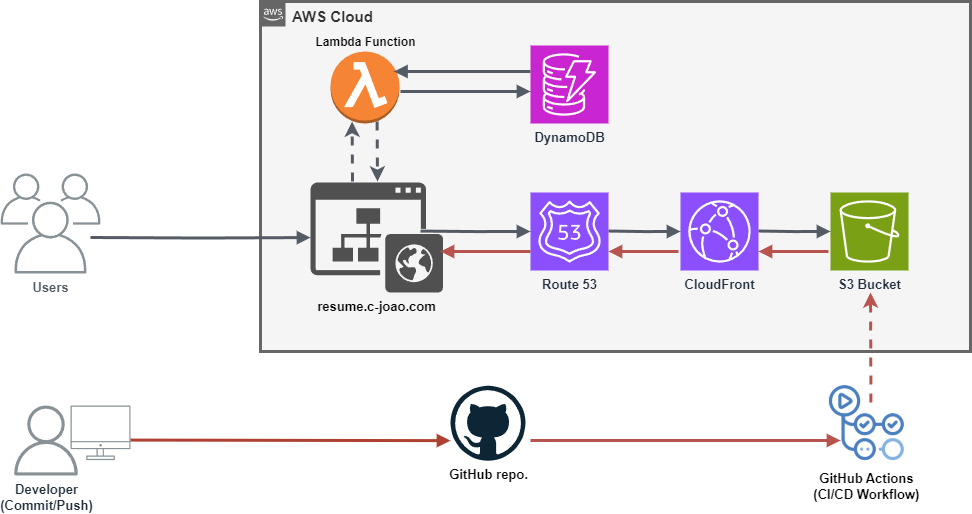 aws
AWS Cloud
Lambda Function
DynamoDB
53
Users
resume.c-joao.com
Route 53
CloudFront
S3 Bucket
Developer
(Commit/Push)
GitHub repo.
GitHub Actions
(CI/CD Workflow)